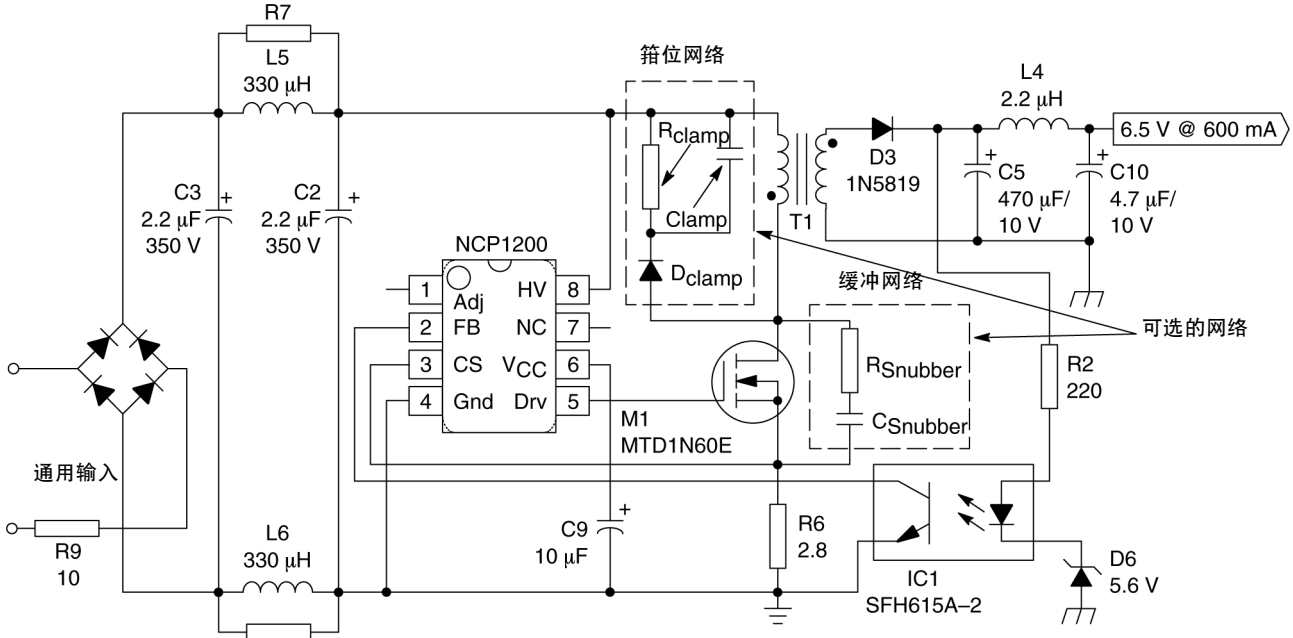 R7
L5
330 μH
箝位网络
Rclamp
Clamp
Dclamp
L4
2.2 μH
6.5 V @ 600 mA
D3
1N5819
T1
C5
470 μF/
10 V
C10
4.7 μF/
10 V
C3
2.2 μF
350 V
C2
2.2 μF
350 V
NCP1200
1
Adj
HV
8
2
FB
NC
7
3
CS
VCC
6
4
Gnd
Drv
5
缓冲网络
可选的网络
RSnubber
CSnubber
R2
220
M1
MTD1N60E
通用输入
R9
10
L6
330 μH
C9
10 μF
R6
2.8
IC1
SFH615A–2
D6
5.6 V